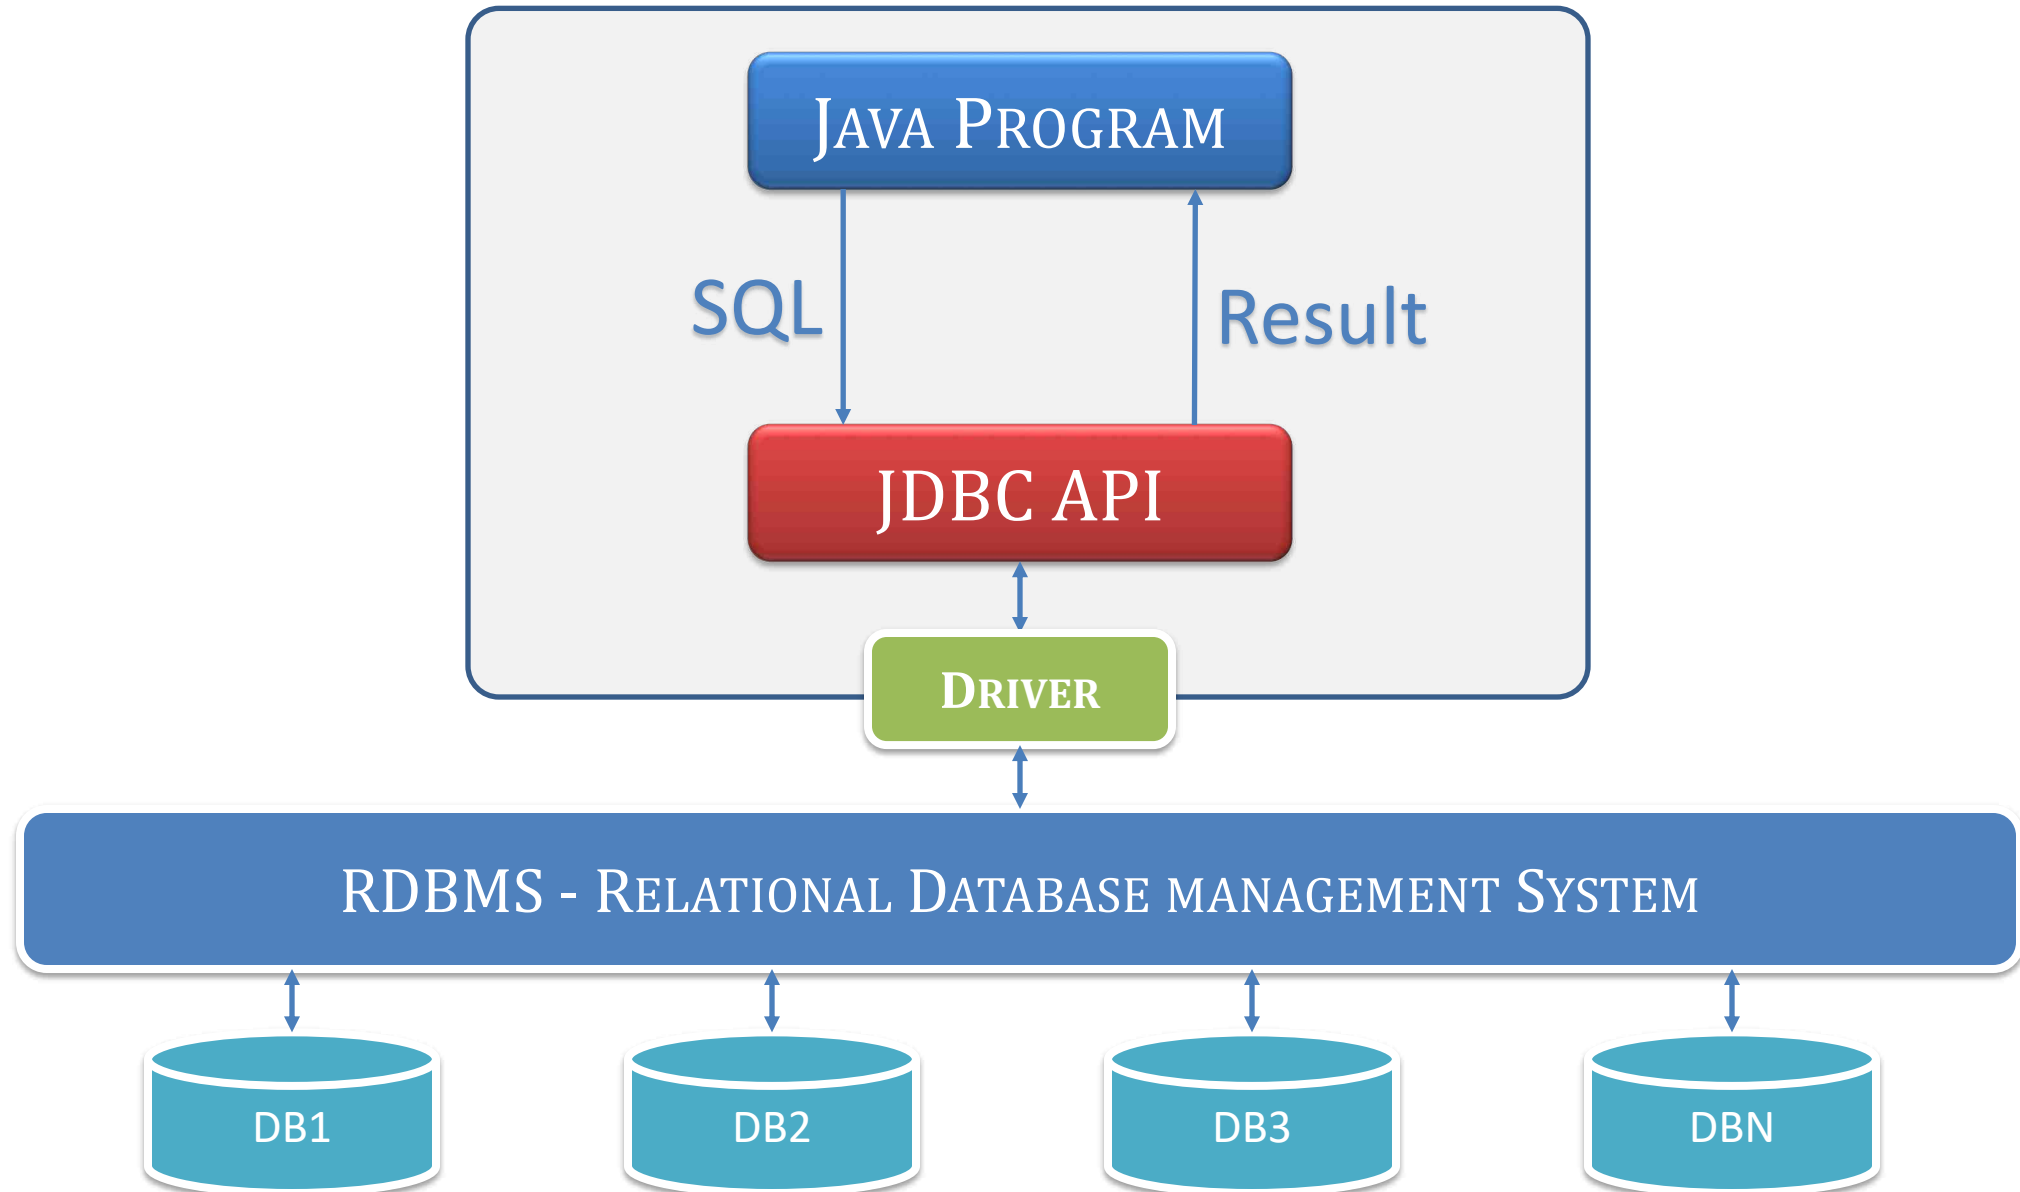 Java Program
SQL
Result
JDBC API
Driver
RDBMS - Relational Database management System
DB1
DB2
DB3
DBN